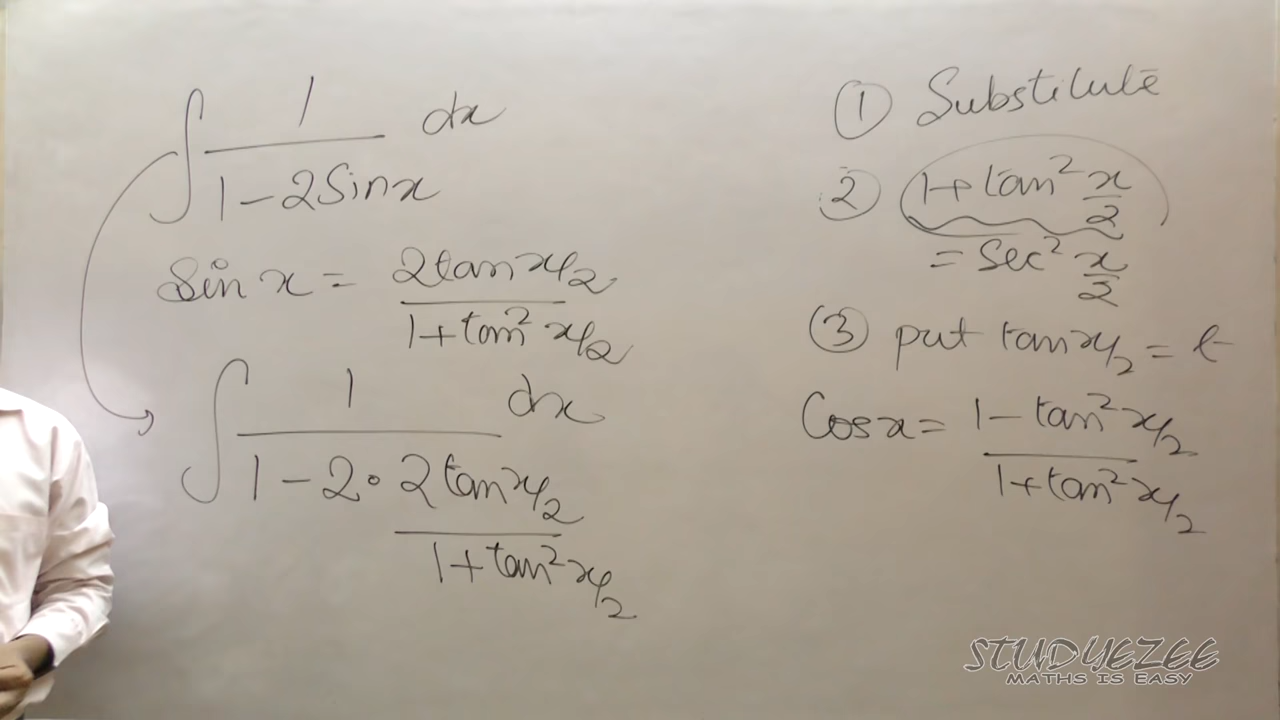 ∫ 1/(1-2Sinx) dx
Sin x = 2tan x/2 / (1+tan² x/2)
∫ 1/(1-2·2tan x/2 / (1+tan² x/2)) dx
① Substitute
② 1+tan² x/2
= Sec² x/2
③ put tan x/2 = t
Cosx = 1-tan² x/2 / (1+tan² x/2)
STUDYEZEE
MATHS IS EASY